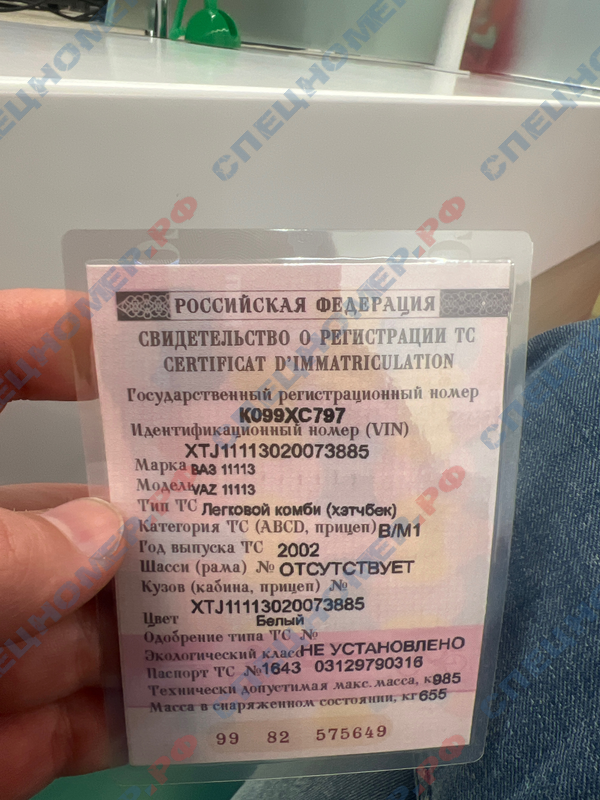 РОССИЙСКАЯ ФЕДЕРАЦИЯ
СВИДЕТЕЛЬСТВО О РЕГИСТРАЦИИ ТС
CERTIFICAT D'IMMATRICULATION
Государственный регистрационный номер
К099ХС797
Идентификационный номер (VIN)
XTJ11113020073885
Марка ВАЗ 11113
Модель VAZ 11113
Тип ТС Легковой комби (хэтчбек)
Категория ТС (ABCD, прицеп) B/M1
Год выпуска ТС 2002
Шасси (рама) № ОТСУТСТВУЕТ
Кузов (кабина, прицеп) №
XTJ11113020073885
Цвет Белый
Одобрение типа ТС №
Экологический класс НЕ УСТАНОВЛЕНО
Паспорт ТС № 1643 03129790316
Технически допустимая макс. масса, кг 985
Масса в снаряженном состоянии, кг 655
99 82 575649
СПЕЦНОМЕР.РФ